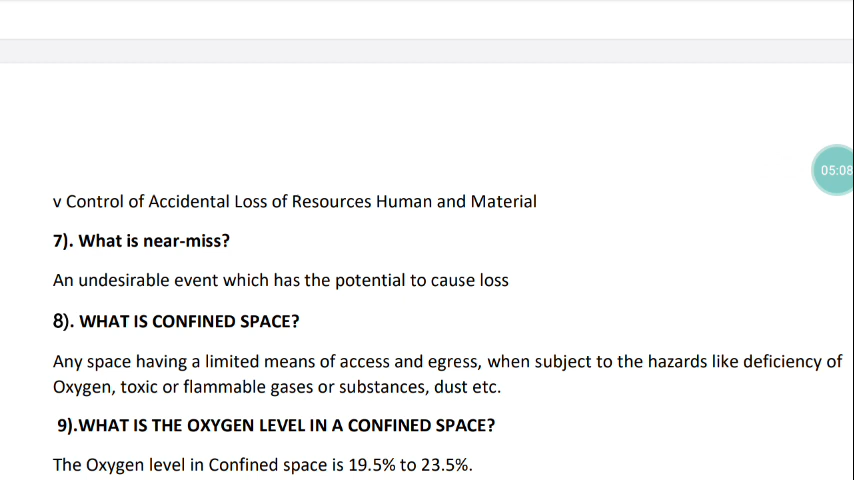 05:08
v Control of Accidental Loss of Resources Human and Material
7). What is near-miss?
An undesirable event which has the potential to cause loss
8). WHAT IS CONFINED SPACE?
Any space having a limited means of access and egress, when subject to the hazards like deficiency of
Oxygen, toxic or flammable gases or substances, dust etc.
9).WHAT IS THE OXYGEN LEVEL IN A CONFINED SPACE?
The Oxygen level in Confined space is 19.5% to 23.5%.